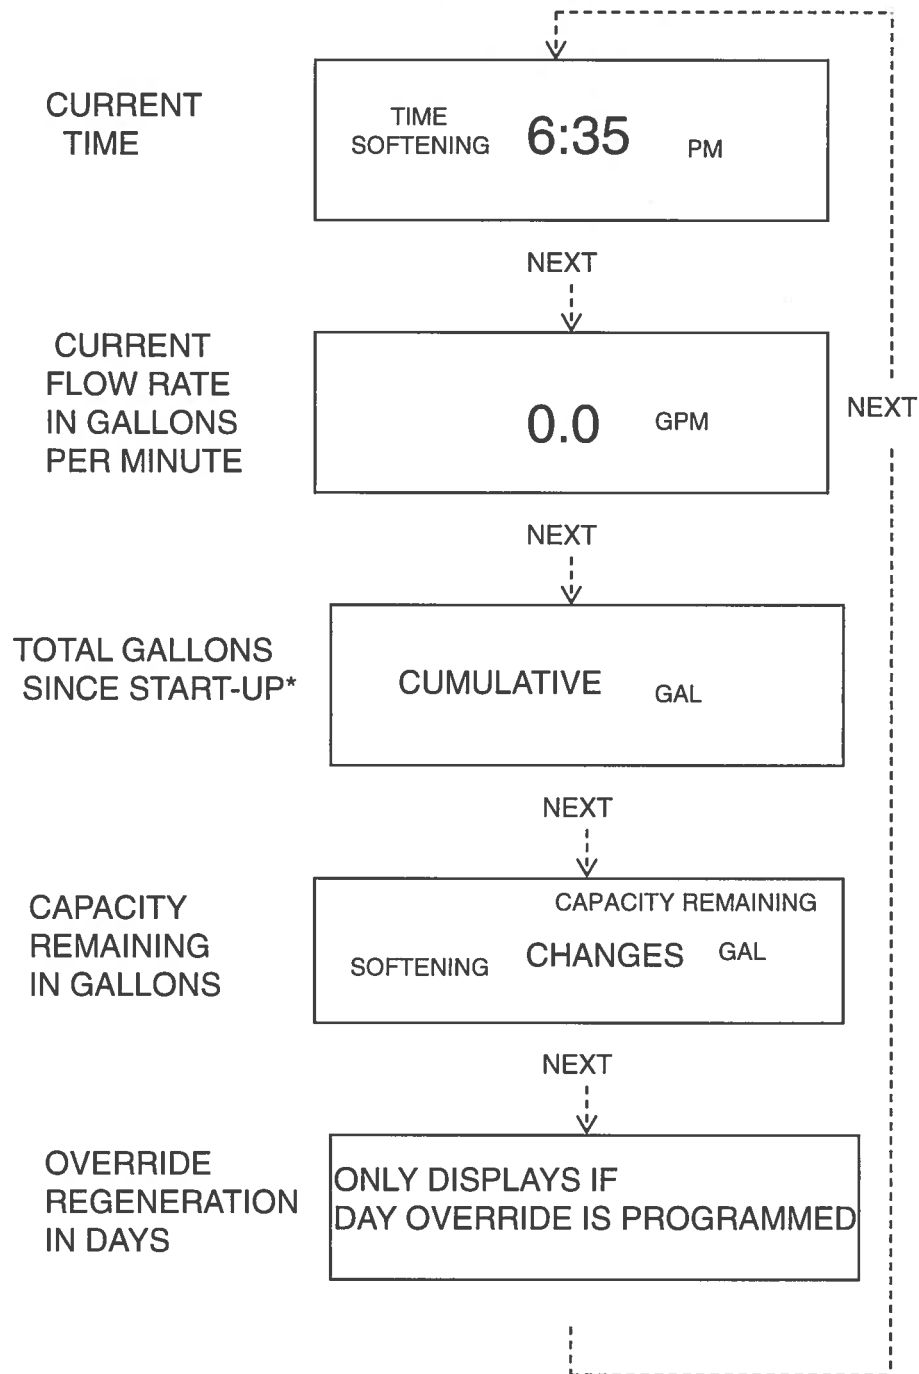 CURRENT
TIME
TIME
SOFTENING 6:35 PM
NEXT
CURRENT
FLOW RATE
IN GALLONS
PER MINUTE
0.0 GPM
NEXT
NEXT
TOTAL GALLONS
SINCE START-UP*
CUMULATIVE GAL
NEXT
CAPACITY
REMAINING
IN GALLONS
CAPACITY REMAINING
SOFTENING CHANGES GAL
NEXT
OVERRIDE
REGENERATION
IN DAYS
ONLY DISPLAYS IF
DAY OVERRIDE IS PROGRAMMED